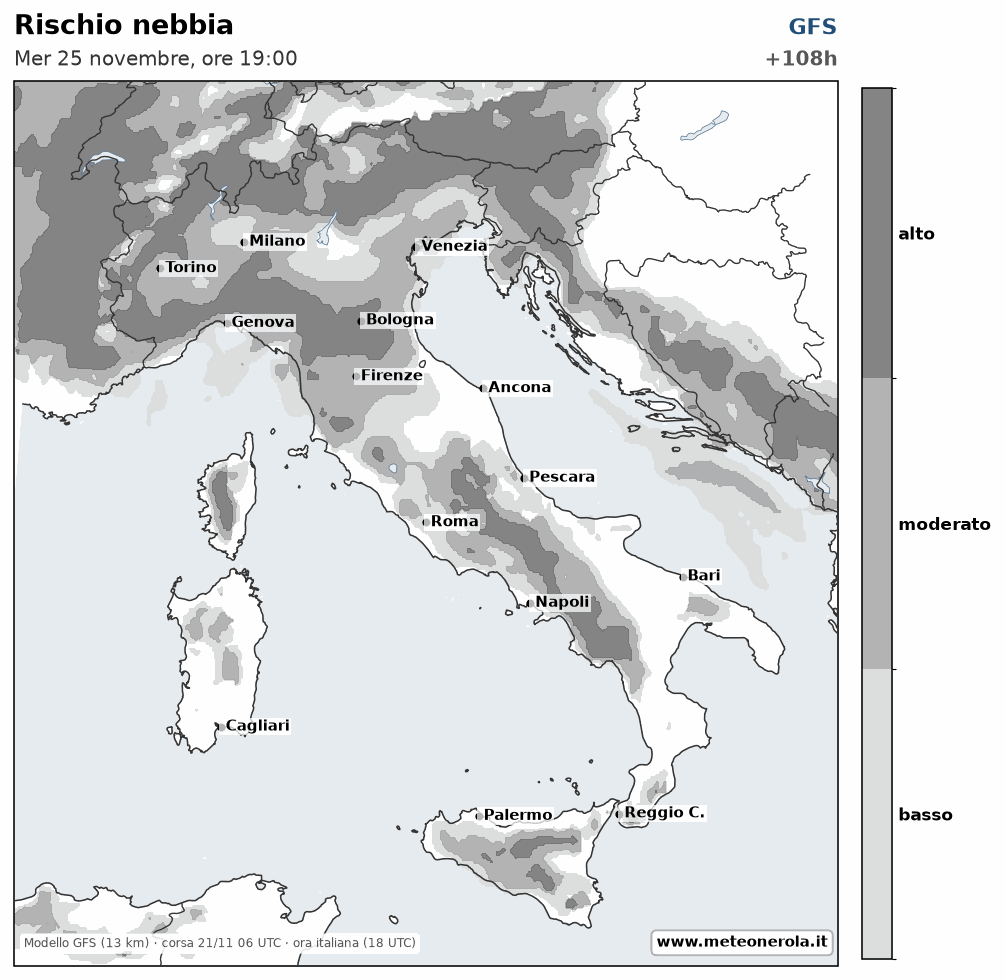 Rischio nebbia
GFS
Mer 25 novembre, ore 19:00
+108h
Milano
Venezia
Torino
Genova
Bologna
Firenze
Ancona
Pescara
Roma
Bari
Napoli
Cagliari
Palermo
Reggio C.
alto
moderato
basso
Modello GFS (13 km) · corsa 21/11 06 UTC · ora italiana (18 UTC)
www.meteonerola.it